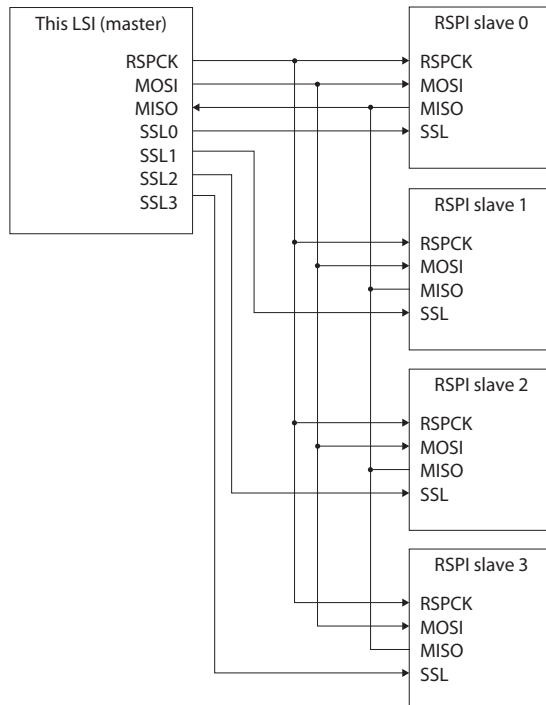 This LSI (master)
RSPCK
MOSI
MISO
SSL0
SSL1
SSL2
SSL3
RSPI slave 0
RSPCK
MOSI
MISO
SSL
RSPI slave 1
RSPCK
MOSI
MISO
SSL
RSPI slave 2
RSPCK
MOSI
MISO
SSL
RSPI slave 3
RSPCK
MOSI
MISO
SSL